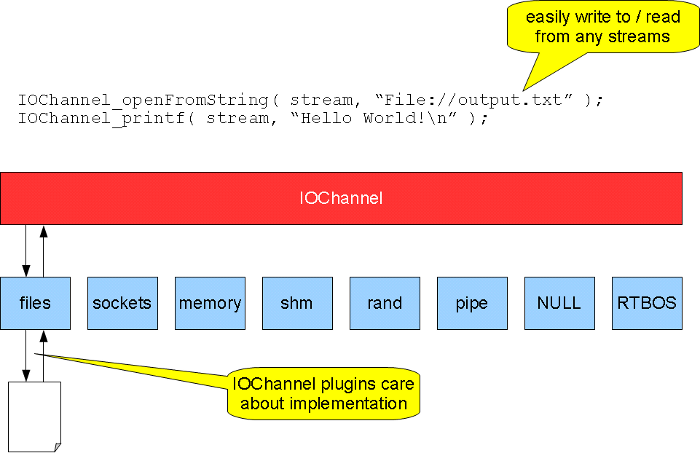 easily write to / read
from any streams
IOChannel_openFromString( stream, “File://output.txt” );
IOChannel_printf( stream, “Hello World!\n” );
IOChannel
files
sockets
memory
shm
rand
pipe
NULL
RTBOS
IOChannel plugins care
about implementation